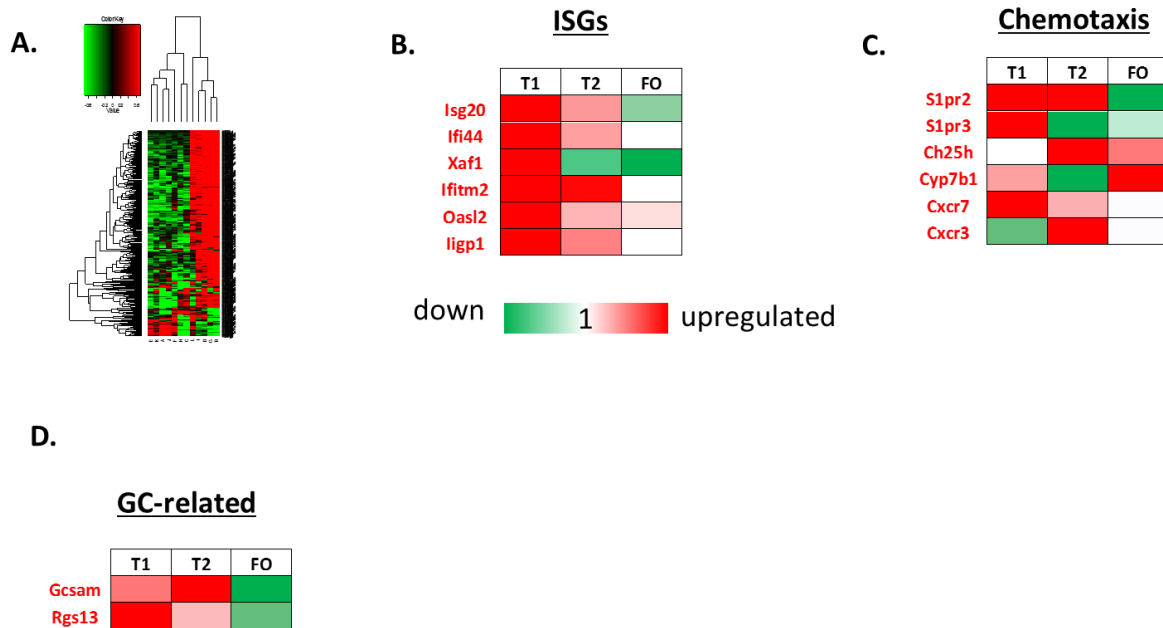 A.
Color Key
Value
B.
ISGs
T1 T2 FO
Isg20
Ifi44
Xaf1
Ifitm2
Oasl2
Iigp1
down 1 upregulated
C.
Chemotaxis
T1 T2 FO
S1pr2
S1pr3
Ch25h
Cyp7b1
Cxcr7
Cxcr3
D.
GC-related
T1 T2 FO
Gcsam
Rgs13